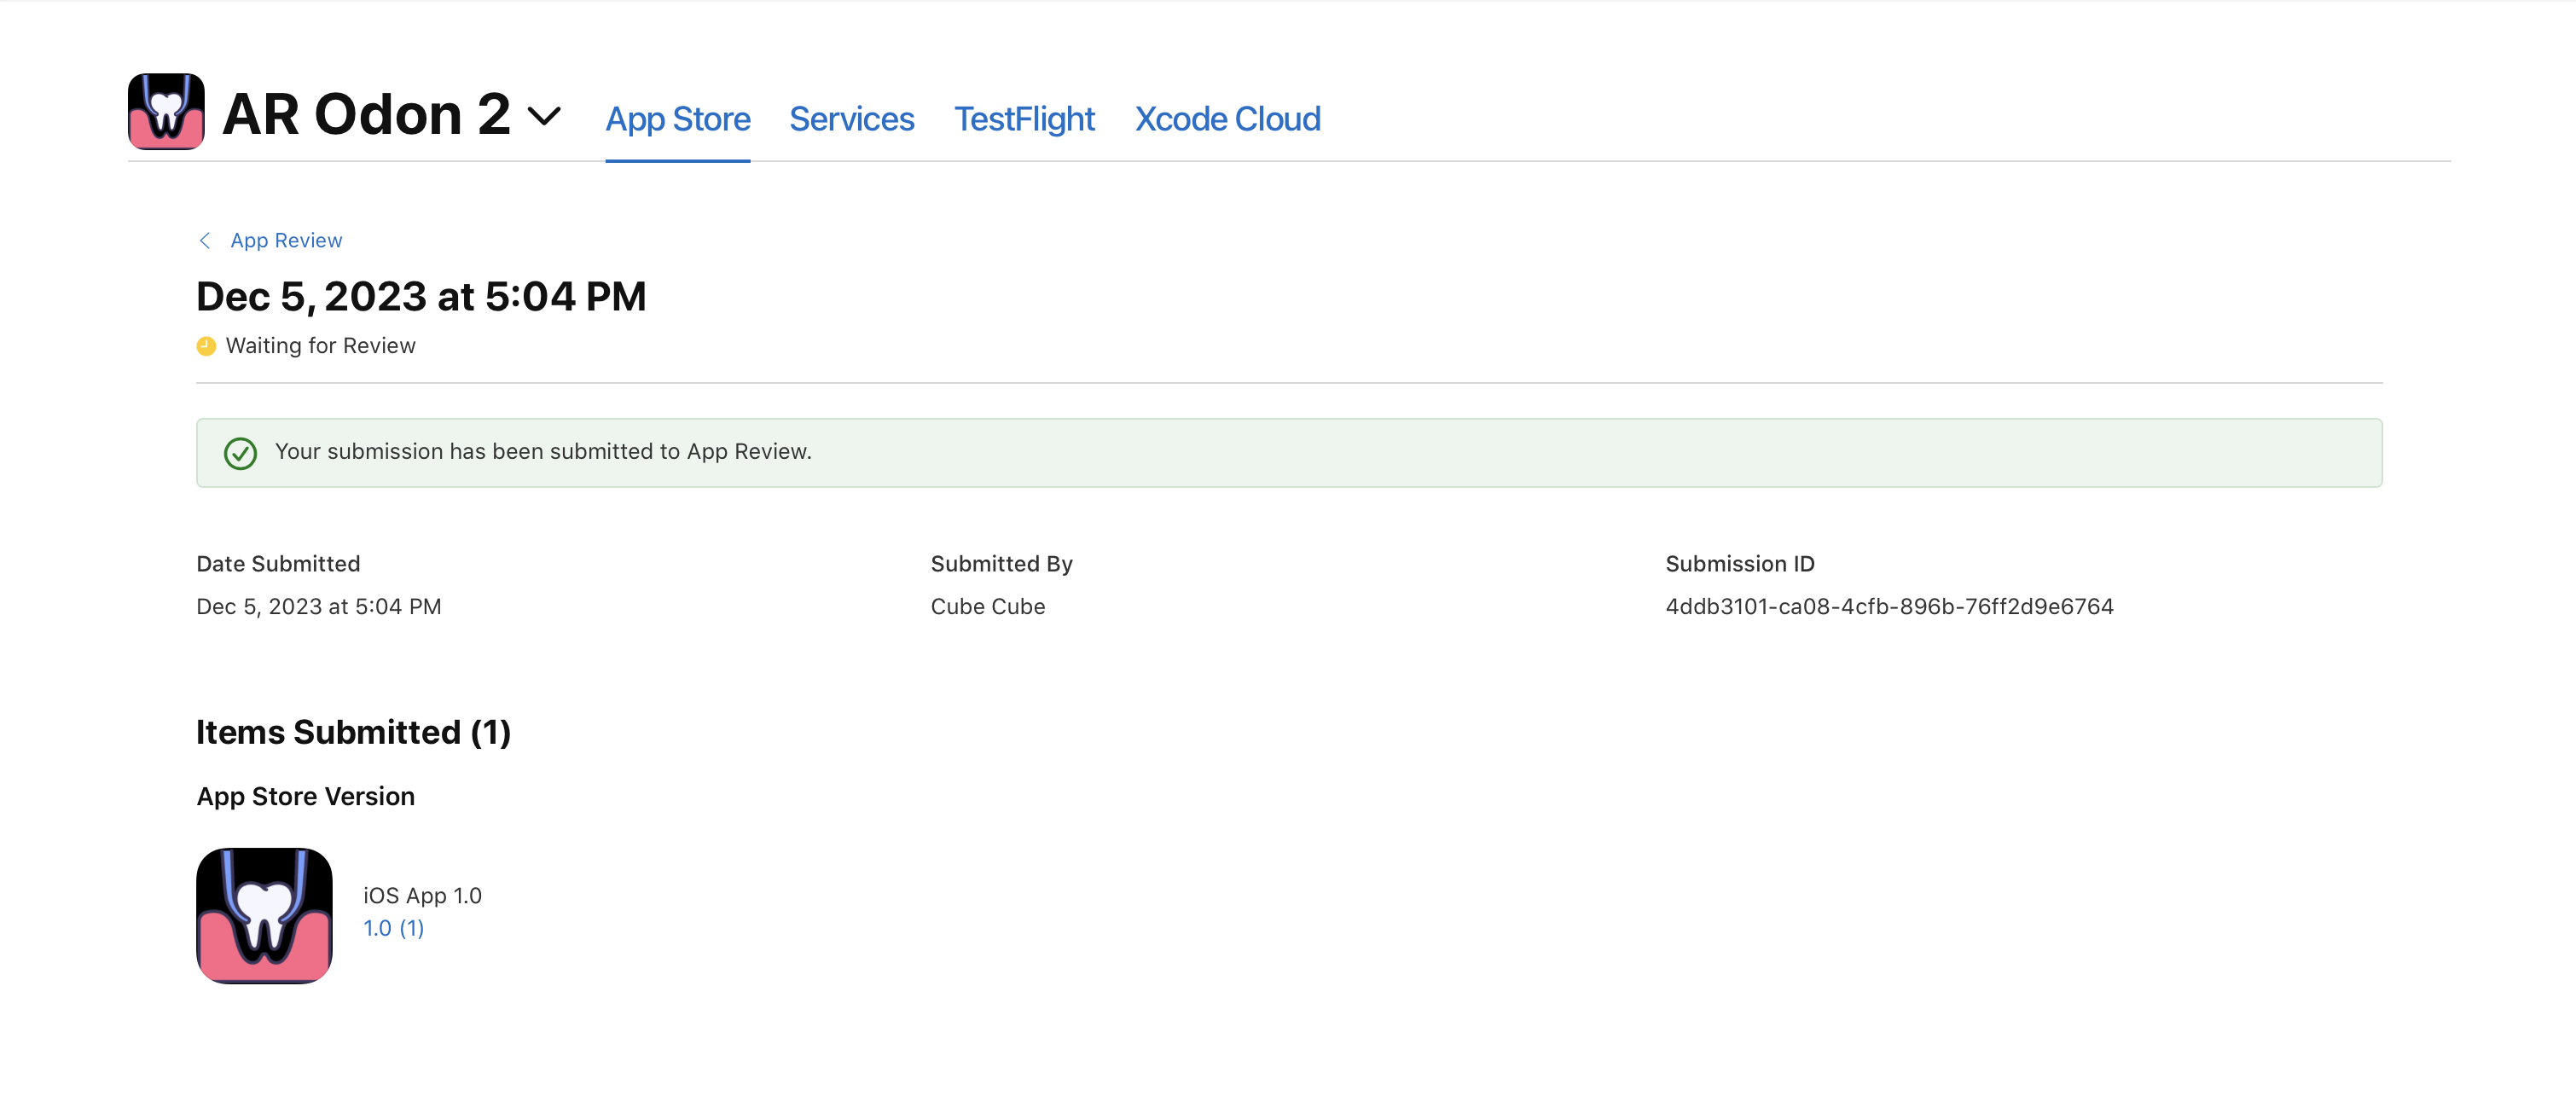 AR Odon 2
App Store
Services
TestFlight
Xcode Cloud
App Review
Dec 5, 2023 at 5:04 PM
Waiting for Review
Your submission has been submitted to App Review.
Date Submitted
Dec 5, 2023 at 5:04 PM
Submitted By
Cube Cube
Submission ID
4ddb3101-ca08-4cfb-896b-76ff2d9e6764
Items Submitted (1)
App Store Version
iOS App 1.0
1.0 (1)